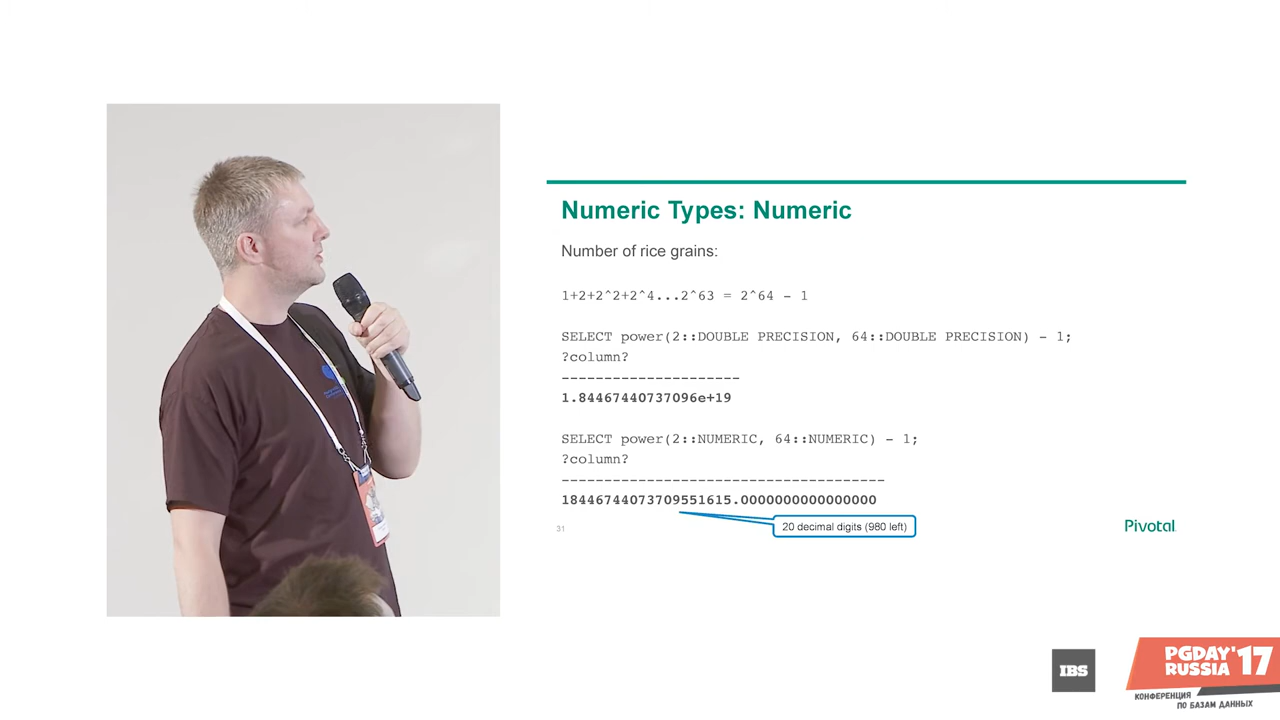 Numeric Types: Numeric
Number of rice grains:
1+2+2^2+2^4...2^63 = 2^64 - 1
SELECT power(2::DOUBLE PRECISION, 64::DOUBLE PRECISION) - 1;
?column?
---------------------
1.84467440737096e+19
SELECT power(2::NUMERIC, 64::NUMERIC) - 1;
?column?
--------------------------------------
18446744073709551615.0000000000000000
20 decimal digits (980 left)
31
Pivotal
IBS
PGDAY'17
RUSSIA
КОНФЕРЕНЦИЯ
ПО БАЗАМ ДАННЫХ